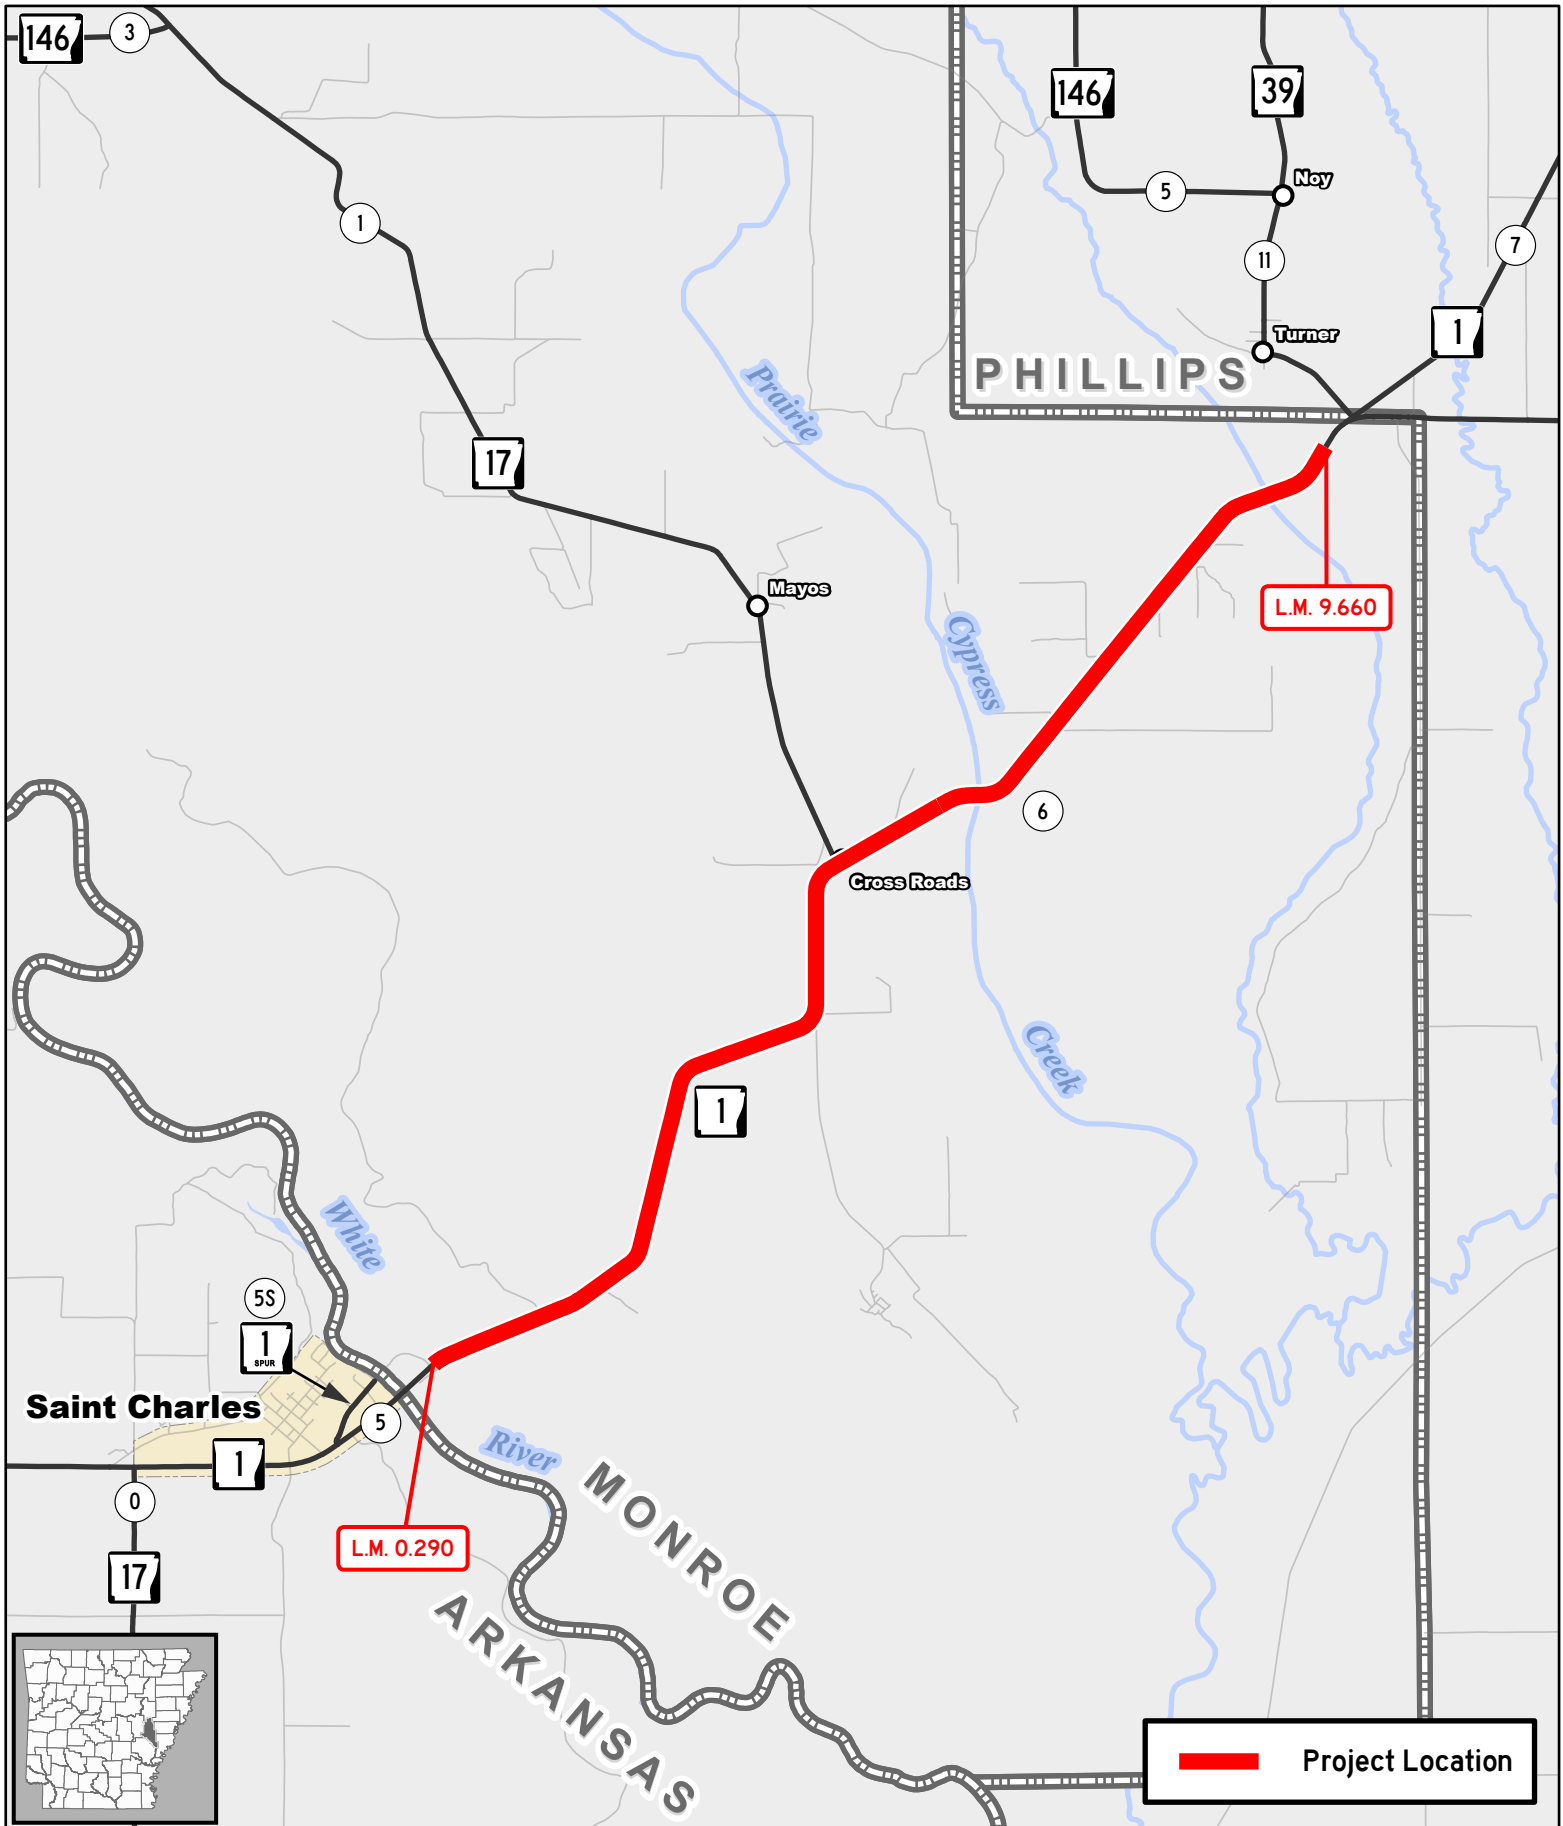 146
3
146
39
Noy
5
1
11
7
Turner
1
PHILLIPS
Prairie
17
Mayos
L.M. 9.660
Cypress
6
Cross Roads
Creek
1
White
5S
1
SPUR
Saint Charles
5
1
River
0
MONROE
L.M. 0.290
17
ARKANSAS
Project Location